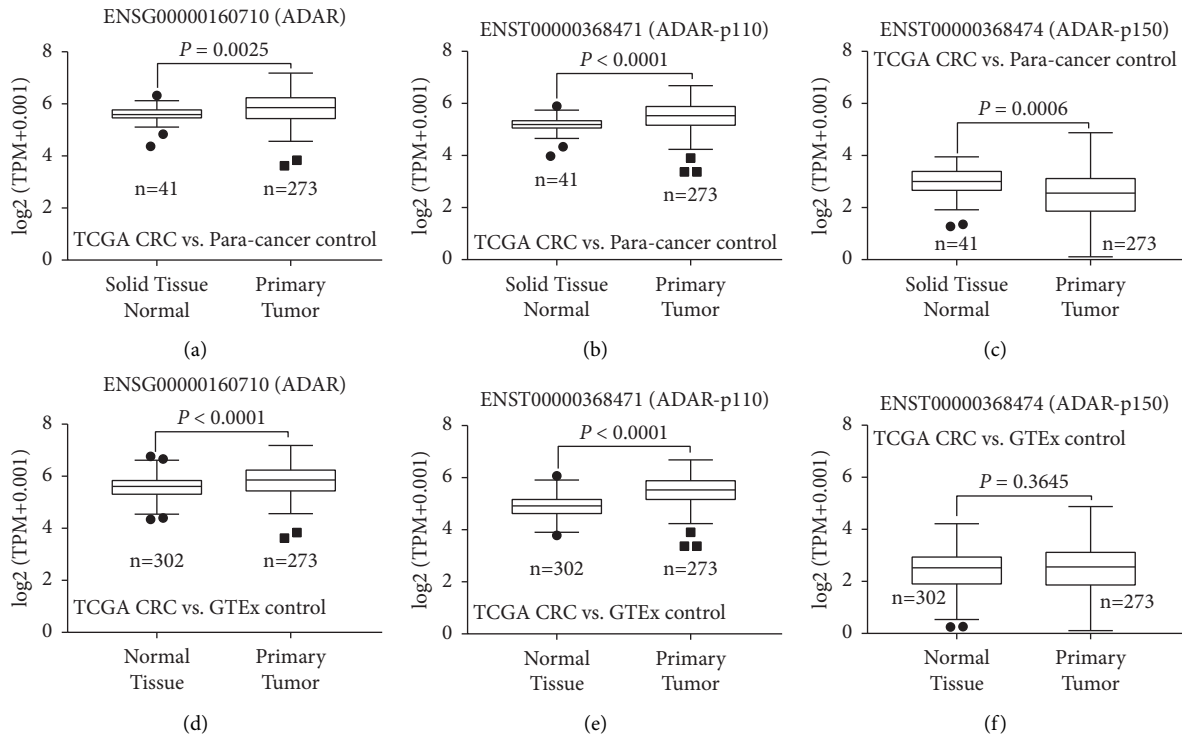 ENSG00000160710 (ADAR)
P = 0.0025
log2 (TPM+0.001)
8
6
4
2
0
n=41
n=273
TCGA CRC vs. Para-cancer control
Solid Tissue
Normal
Primary
Tumor
(a)
ENST00000368471 (ADAR-p110)
P < 0.0001
log2 (TPM+0.001)
8
6
4
2
0
n=41
n=273
TCGA CRC vs. Para-cancer control
Solid Tissue
Normal
Primary
Tumor
(b)
ENST00000368474 (ADAR-p150)
TCGA CRC vs. Para-cancer control
P = 0.0006
log2 (TPM+0.001)
8
6
4
2
0
n=41
n=273
Solid Tissue
Normal
Primary
Tumor
(c)
ENSG00000160710 (ADAR)
P < 0.0001
log2 (TPM+0.001)
8
6
4
2
0
n=302
n=273
TCGA CRC vs. GTEx control
Normal
Tissue
Primary
Tumor
(d)
ENST00000368471 (ADAR-p110)
P < 0.0001
log2 (TPM+0.001)
8
6
4
2
0
n=302
n=273
TCGA CRC vs. GTEx control
Normal
Tissue
Primary
Tumor
(e)
ENST00000368474 (ADAR-p150)
TCGA CRC vs. GTEx control
P = 0.3645
log2 (TPM+0.001)
8
6
4
2
0
n=302
n=273
Normal
Tissue
Primary
Tumor
(f)